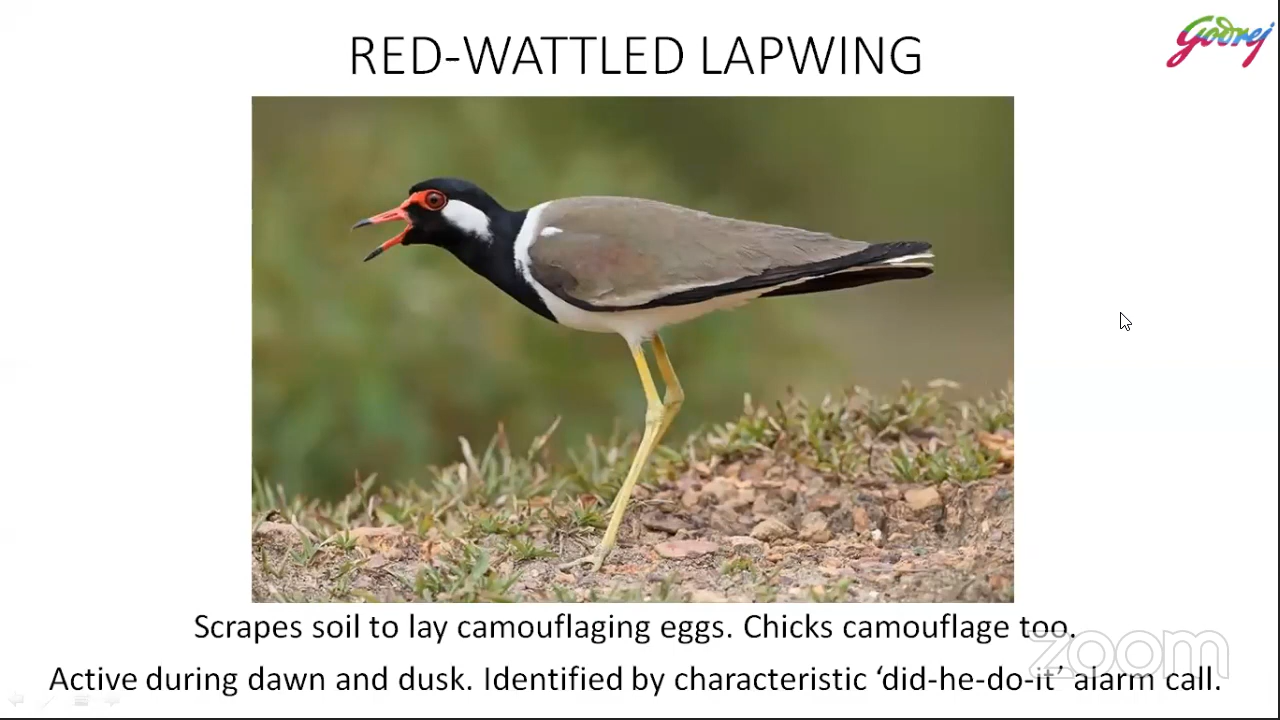 RED-WATTLED LAPWING
Godrej
Scrapes soil to lay camouflaging eggs. Chicks camouflage too.
zoom
Active during dawn and dusk. Identified by characteristic ‘did-he-do-it’ alarm call.